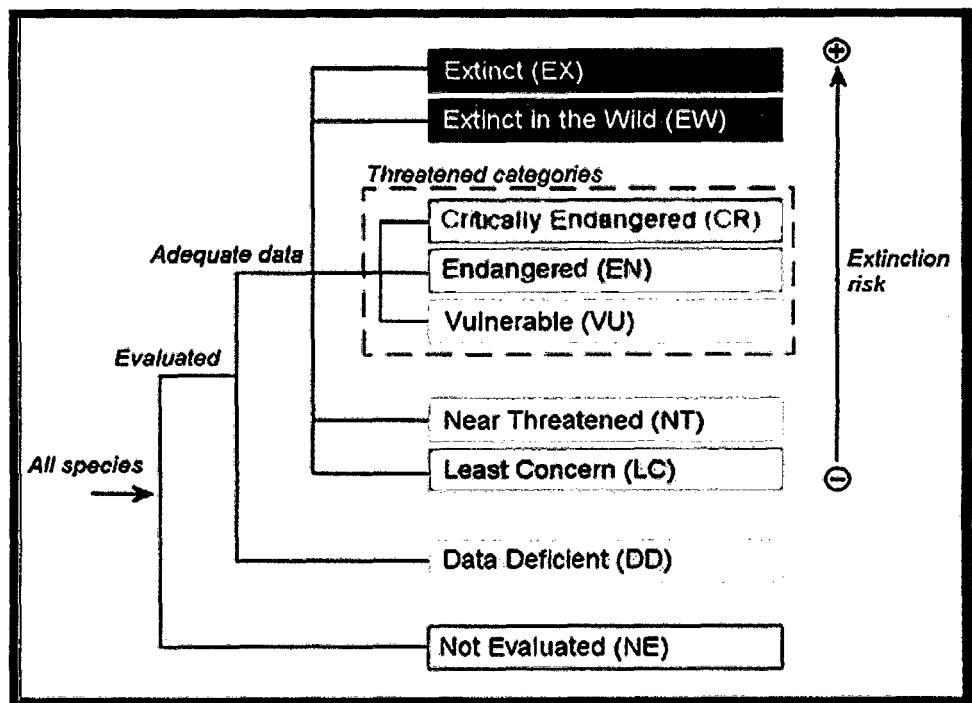 Extinct (EX)
Extinct in the Wild (EW)
Threatened categories
Critically Endangered (CR)
Adequate data
Endangered (EN)
Extinction
risk
Vulnerable (VU)
Evaluated
Near Threatened (NT)
All species
Least Concern (LC)
Data Deficient (DD)
Not Evaluated (NE)